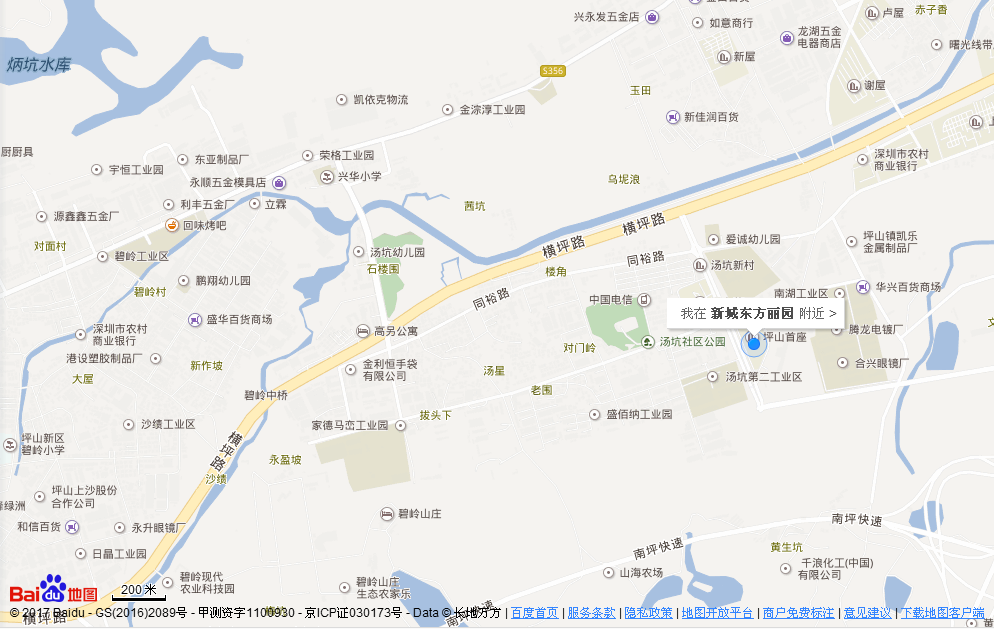 兴永发五金店
如意商行
卢屋
赤子香
龙湖五金
电器商店
曙光线带
新屋
炳坑水库
S356
谢屋
玉田
凯依克物流
金淙淳工业园
新佳润百货
厨厨具
东亚制品厂
荣格工业园
深圳市农村
商业银行
宇恒工业园
永顺五金模具店
兴华小学
乌坭浪
利丰五金厂
立霖
茜坑
源鑫鑫五金厂
回味烤吧
横坪路
对面村
碧岭工业区
汤坑幼儿园
横坪路
爱诚幼儿园
坪山镇凯乐
金属制品厂
石楼围
楼角
同裕路
汤坑新村
鹏翔幼儿园
碧岭村
同裕路
中国电信
南湖工业区
华兴百货商场
盛华百货商场
我在 新城东方丽园 附近 >
深圳市农村
商业银行
高另公寓
汤坑社区公园
坪山首座
腾龙电镀厂
港设塑胶制品厂
新作坡
金利恒手袋
有限公司
对门岭
合兴眼镜厂
大屋
汤星
汤坑第二工业区
碧岭中桥
老围
沙绩工业区
家德马峦工业园
拔头下
盛佰纳工业园
坪山新区
碧岭小学
横坪路
永盈坡
沙绩
坪山上沙股份
合作公司
绿洲
碧岭山庄
和信百货
永升眼镜厂
南坪快速
日晶工业园
南坪快速
黄生坑
千浪化工(中国)
有限公司
碧岭现代
农业科技园
碧岭山庄
生态农家乐
山海农场
Bai du 地图
200 米
© 2017 Baidu - GS(2016)2089号 - 甲测资字1100930 - 京ICP证030173号 - Data © 长地万方 | 百度首页 | 服务条款 | 隐私政策 | 地图开放平台 | 商户免费标注 | 意见建议 | 下载地图客户端
横坪路